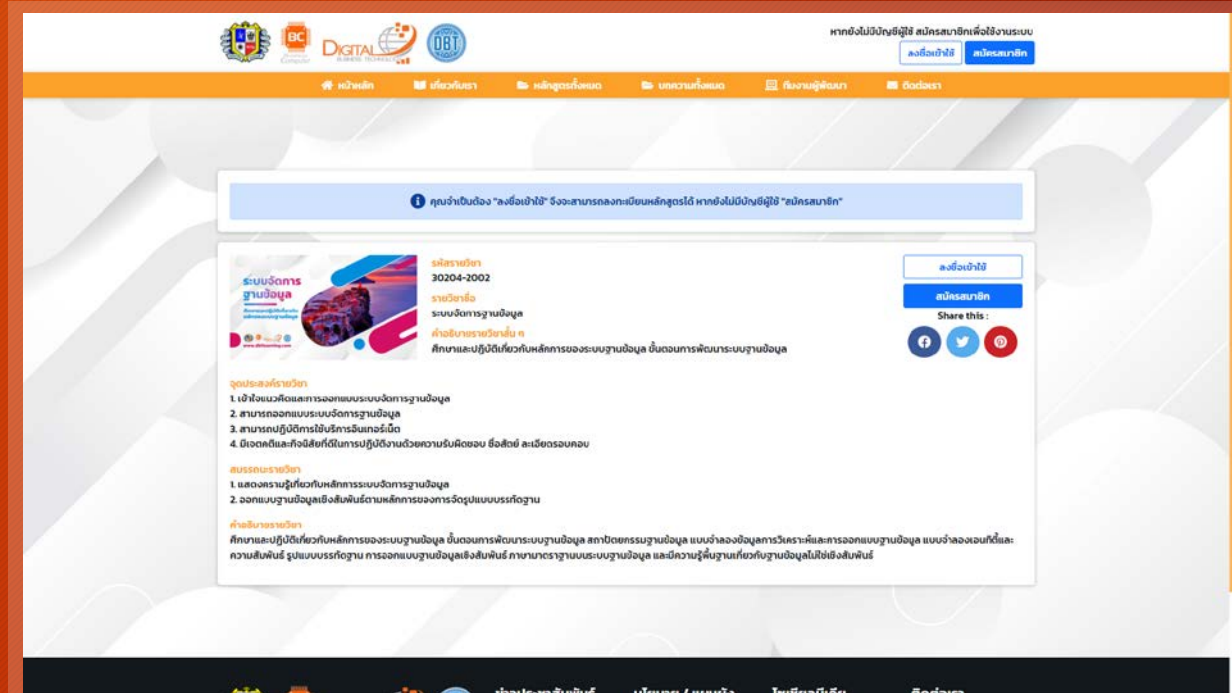 หากยังไม่มีบัญชีผู้ใช้ สมัครสมาชิกเพื่อใช้งานระบบ
BC
Computer
DIGITAL
BUSINESS TECHNOLOGY
DBT
ลงชื่อเข้าใช้ สมัครสมาชิก
หน้าหลัก เกี่ยวกับเรา หลักสูตรทั้งหมด บทความทั้งหมด ทีมงานผู้พัฒนา ติดต่อเรา
คุณจำเป็นต้อง "ลงชื่อเข้าใช้" จึงจะสามารถลงทะเบียนหลักสูตรได้ หากยังไม่มีบัญชีผู้ใช้ "สมัครสมาชิก"
ระบบจัดการ
ฐานข้อมูล
รหัสรายวิชา
30204-2002
รายวิชาชื่อ
ระบบจัดการฐานข้อมูล
คำอธิบายรายวิชาสั้น ๆ
ศึกษาและปฏิบัติเกี่ยวกับหลักการของระบบฐานข้อมูล ขั้นตอนการพัฒนาระบบฐานข้อมูล
ลงชื่อเข้าใช้
สมัครสมาชิก
Share this :
จุดประสงค์รายวิชา
1. เข้าใจแนวคิดและการออกแบบระบบจัดการฐานข้อมูล
2. สามารถออกแบบระบบจัดการฐานข้อมูล
3. สามารถปฏิบัติการใช้บริการอินเทอร์เน็ต
4. มีเจตคติและกิจนิสัยที่ดีในการปฏิบัติงานด้วยความรับผิดชอบ ซื่อสัตย์ ละเอียดรอบคอบ
สมรรถนะรายวิชา
1. แสดงความรู้เกี่ยวกับหลักการระบบจัดการฐานข้อมูล
2. ออกแบบฐานข้อมูลเชิงสัมพันธ์ตามหลักการของการจัดรูปแบบบรรทัดฐาน
คำอธิบายรายวิชา
ศึกษาและปฏิบัติเกี่ยวกับหลักการของระบบฐานข้อมูล ขั้นตอนการพัฒนาระบบฐานข้อมูล สถาปัตยกรรมฐานข้อมูล แบบจำลองข้อมูลการวิเคราะห์และการออกแบบฐานข้อมูล แบบจำลองเอนทิตี้และ
ความสัมพันธ์ รูปแบบบรรทัดฐาน การออกแบบฐานข้อมูลเชิงสัมพันธ์ ภาษามาตราฐานบนระบบฐานข้อมูล และมีความรู้พื้นฐานเกี่ยวกับฐานข้อมูลไม่ใช่เชิงสัมพันธ์
ข่าวประชาสัมพันธ์ นโยบาย / แผนผัง โซเชียลมีเดีย ติดต่อเรา